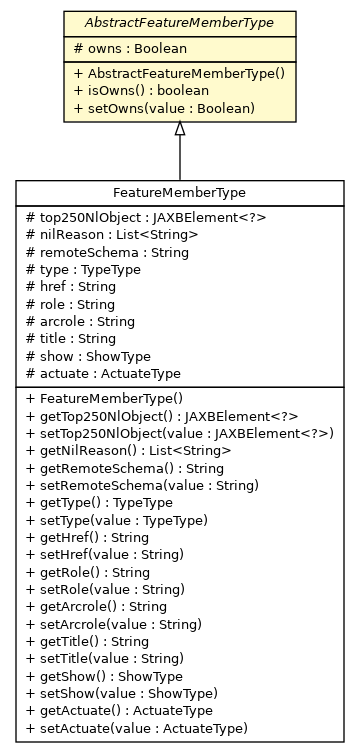 AbstractFeatureMemberType
# owns : Boolean
+ AbstractFeatureMemberType()
+ isOwns() : boolean
+ setOwns(value : Boolean)
FeatureMemberType
# top250NlObject : JAXBElement<?>
# nilReason : List<String>
# remoteSchema : String
# type : TypeType
# href : String
# role : String
# arcrole : String
# title : String
# show : ShowType
# actuate : ActuateType
+ FeatureMemberType()
+ getTop250NlObject() : JAXBElement<?>
+ setTop250NlObject(value : JAXBElement<?>)
+ getNilReason() : List<String>
+ getRemoteSchema() : String
+ setRemoteSchema(value : String)
+ getType() : TypeType
+ setType(value : TypeType)
+ getHref() : String
+ setHref(value : String)
+ getRole() : String
+ setRole(value : String)
+ getArcrole() : String
+ setArcrole(value : String)
+ getTitle() : String
+ setTitle(value : String)
+ getShow() : ShowType
+ setShow(value : ShowType)
+ getActuate() : ActuateType
+ setActuate(value : ActuateType)